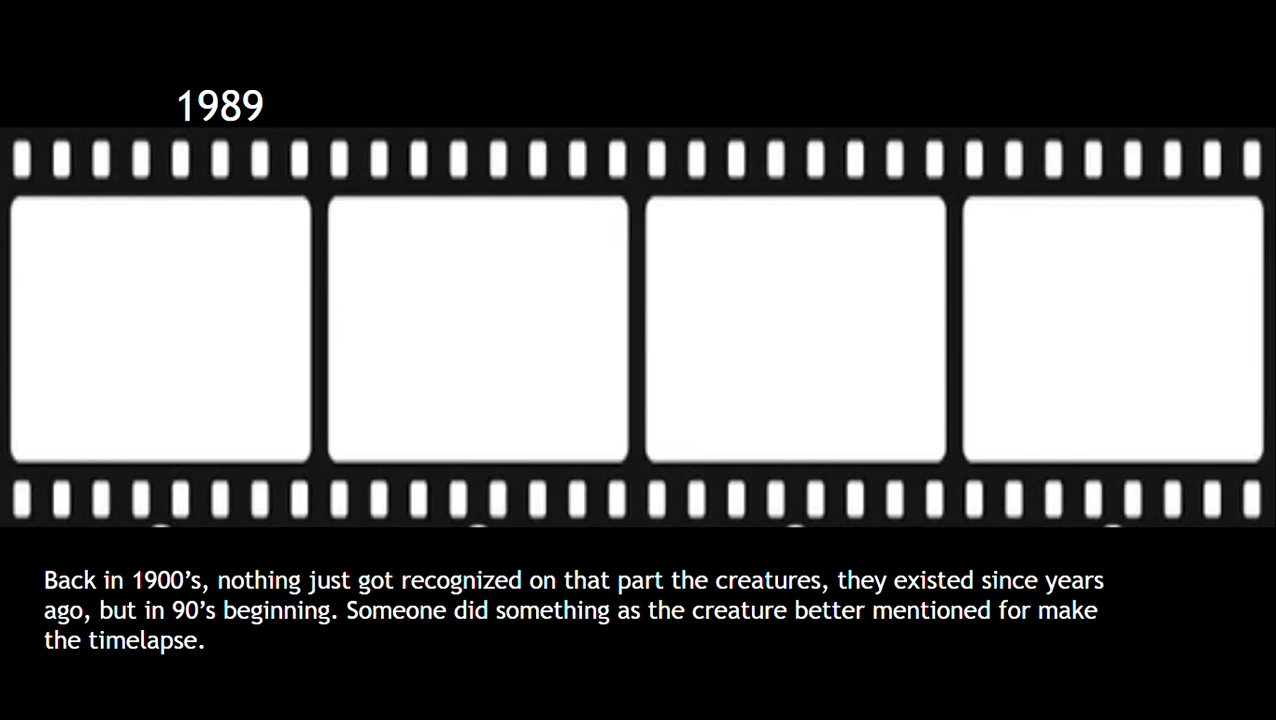 1989
Back in 1900’s, nothing just got recognized on that part the creatures, they existed since years
ago, but in 90’s beginning. Someone did something as the creature better mentioned for make
the timelapse.